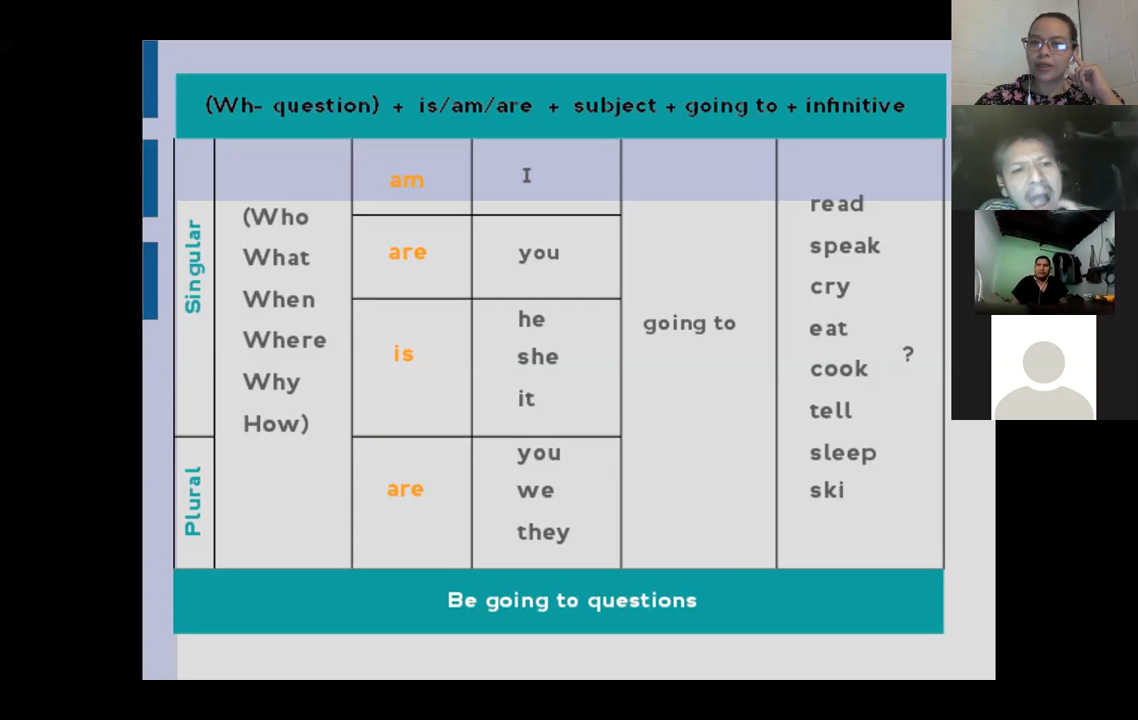 (Wh- question) + is/am/are + subject + going to + infinitive
Singular
(Who
What
When
Where
Why
How)
am
I
are
you
is
he
she
it
going to
read
speak
cry
eat
cook
tell
sleep
ski
?
Plural
are
you
we
they
Be going to questions